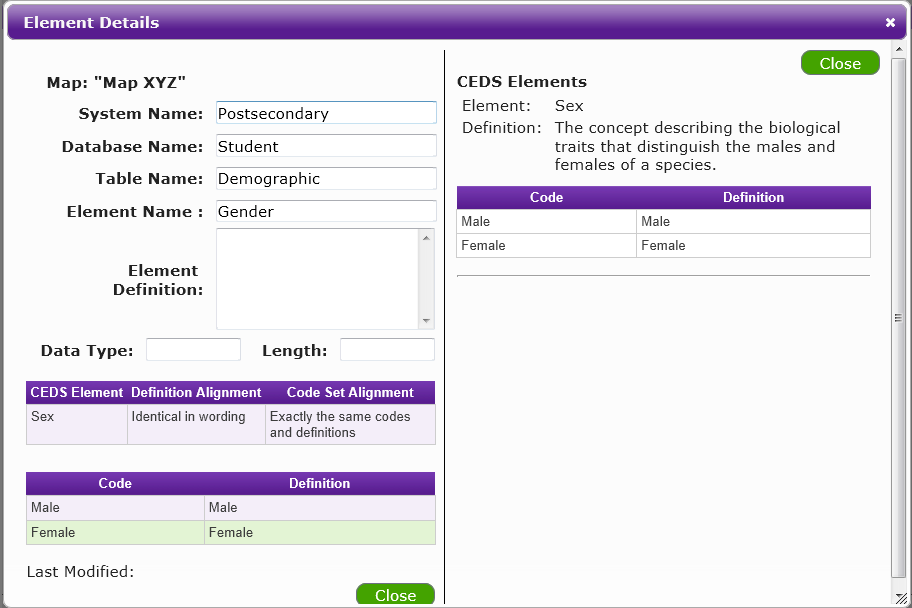 Element Details
Map: "Map XYZ"
System Name: Postsecondary
Database Name: Student
Table Name: Demographic
Element Name : Gender
Element
Definition:
Data Type: Length:
CEDS Element Definition Alignment Code Set Alignment
Sex Identical in wording Exactly the same codes
and definitions
Code Definition
Male Male
Female Female
Last Modified:
Close
Close
CEDS Elements
Element: Sex
Definition: The concept describing the biological
traits that distinguish the males and
females of a species.
Code Definition
Male Male
Female Female